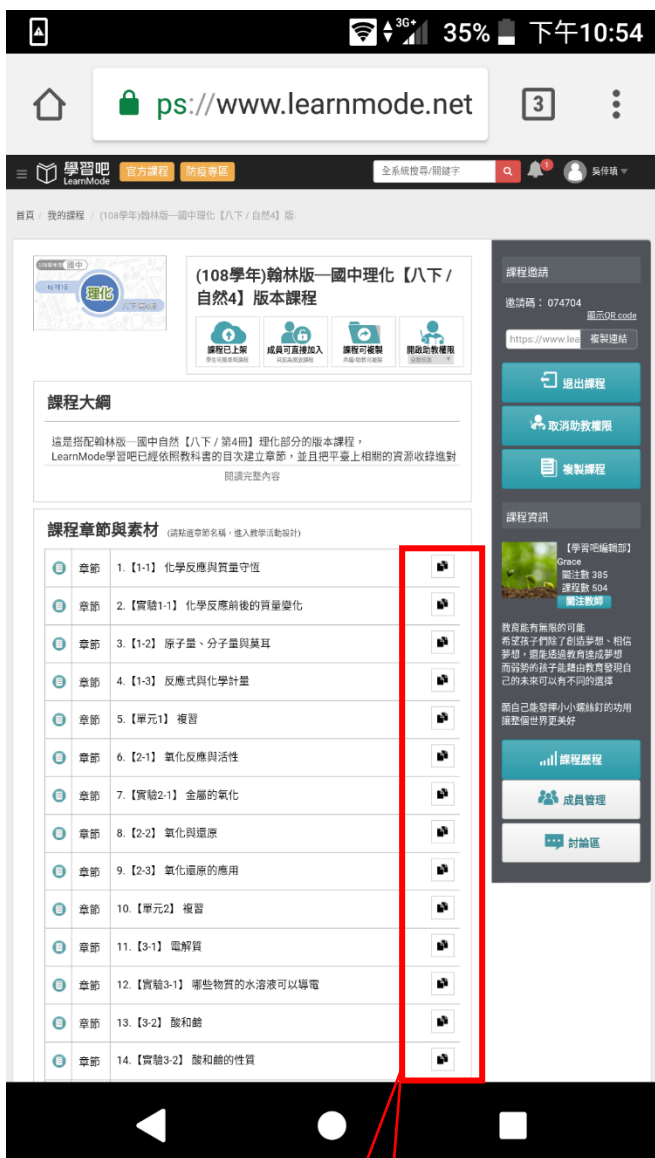 3G+ 35% 下午10:54
ps://www.learnmode.net 3
學習吧 官方課程 防疫專區 全系統搜尋/關鍵字 1
LearnMode
首頁 / 我的課程 / (108學年)翰林版—國中理化【八下 / 自然4】版
國中
翰林版
理化
(108學年)翰林版—國中理化【八下 /
自然4】版本課程
課程已上架 成員可直接加入 課程可複製 開啟助教權限
課程大綱
這是搭配翰林版—國中自然【八下 / 第4冊】理化部分的版本課程，
LearnMode學習吧已經依照教科書的目次建立章節，並且把平臺上相關的資源收錄進對
閱讀完整內容
課程章節與素材 (請點選章節名稱，進入教學活動設計)
章節 1.【1-1】 化學反應與質量守恆
章節 2.【實驗1-1】 化學反應前後的質量變化
章節 3.【1-2】 原子量、分子量與莫耳
章節 4.【1-3】 反應式與化學計量
章節 5.【單元1】 複習
章節 6.【2-1】 氧化反應與活性
章節 7.【實驗2-1】 金屬的氧化
章節 8.【2-2】 氧化與還原
章節 9.【2-3】 氧化還原的應用
章節 10.【單元2】 複習
章節 11.【3-1】 電解質
章節 12.【實驗3-1】 哪些物質的水溶液可以導電
章節 13.【3-2】 酸和鹼
章節 14.【實驗3-2】 酸和鹼的性質
課程邀請
邀請碼： 074704
顯示QR code
https://www.lea 複製連結
退出課程
取消助教權限
複製課程
課程資訊
【學習吧編輯部】
Grace
關注數 385
課程數 504
關注教師
教育能有無限的可能
希望孩子們除了創造夢想、相信
夢想，還能透過教育達成夢想
而弱勢的孩子能藉由教育發現自
己的未來可以有不同的選擇
願自己能發揮小小螺絲釘的功用
讓整個世界更美好
課程歷程
成員管理
討論區